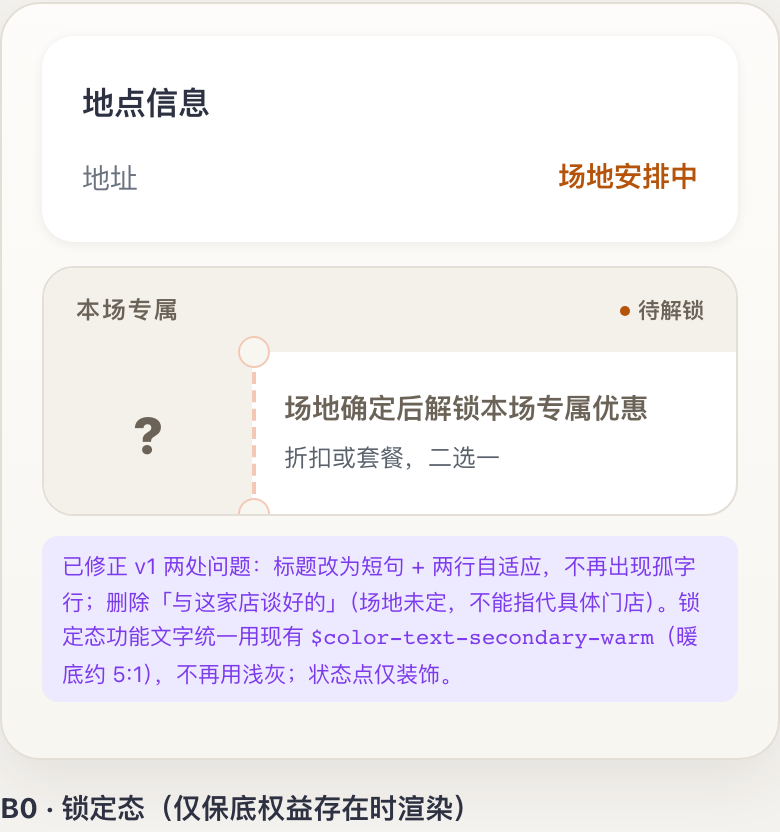 地点信息
地址
场地安排中
本场专属
待解锁
?
场地确定后解锁本场专属优惠
折扣或套餐，二选一
已修正 v1 两处问题：标题改为短句 + 两行自适应，不再出现孤字
行；删除「与这家店谈好的」（场地未定，不能指代具体门店）。锁
定态功能文字统一用现有 $color-text-secondary-warm（暖
底约 5:1），不再用浅灰；状态点仅装饰。
B0 · 锁定态（仅保底权益存在时渲染）